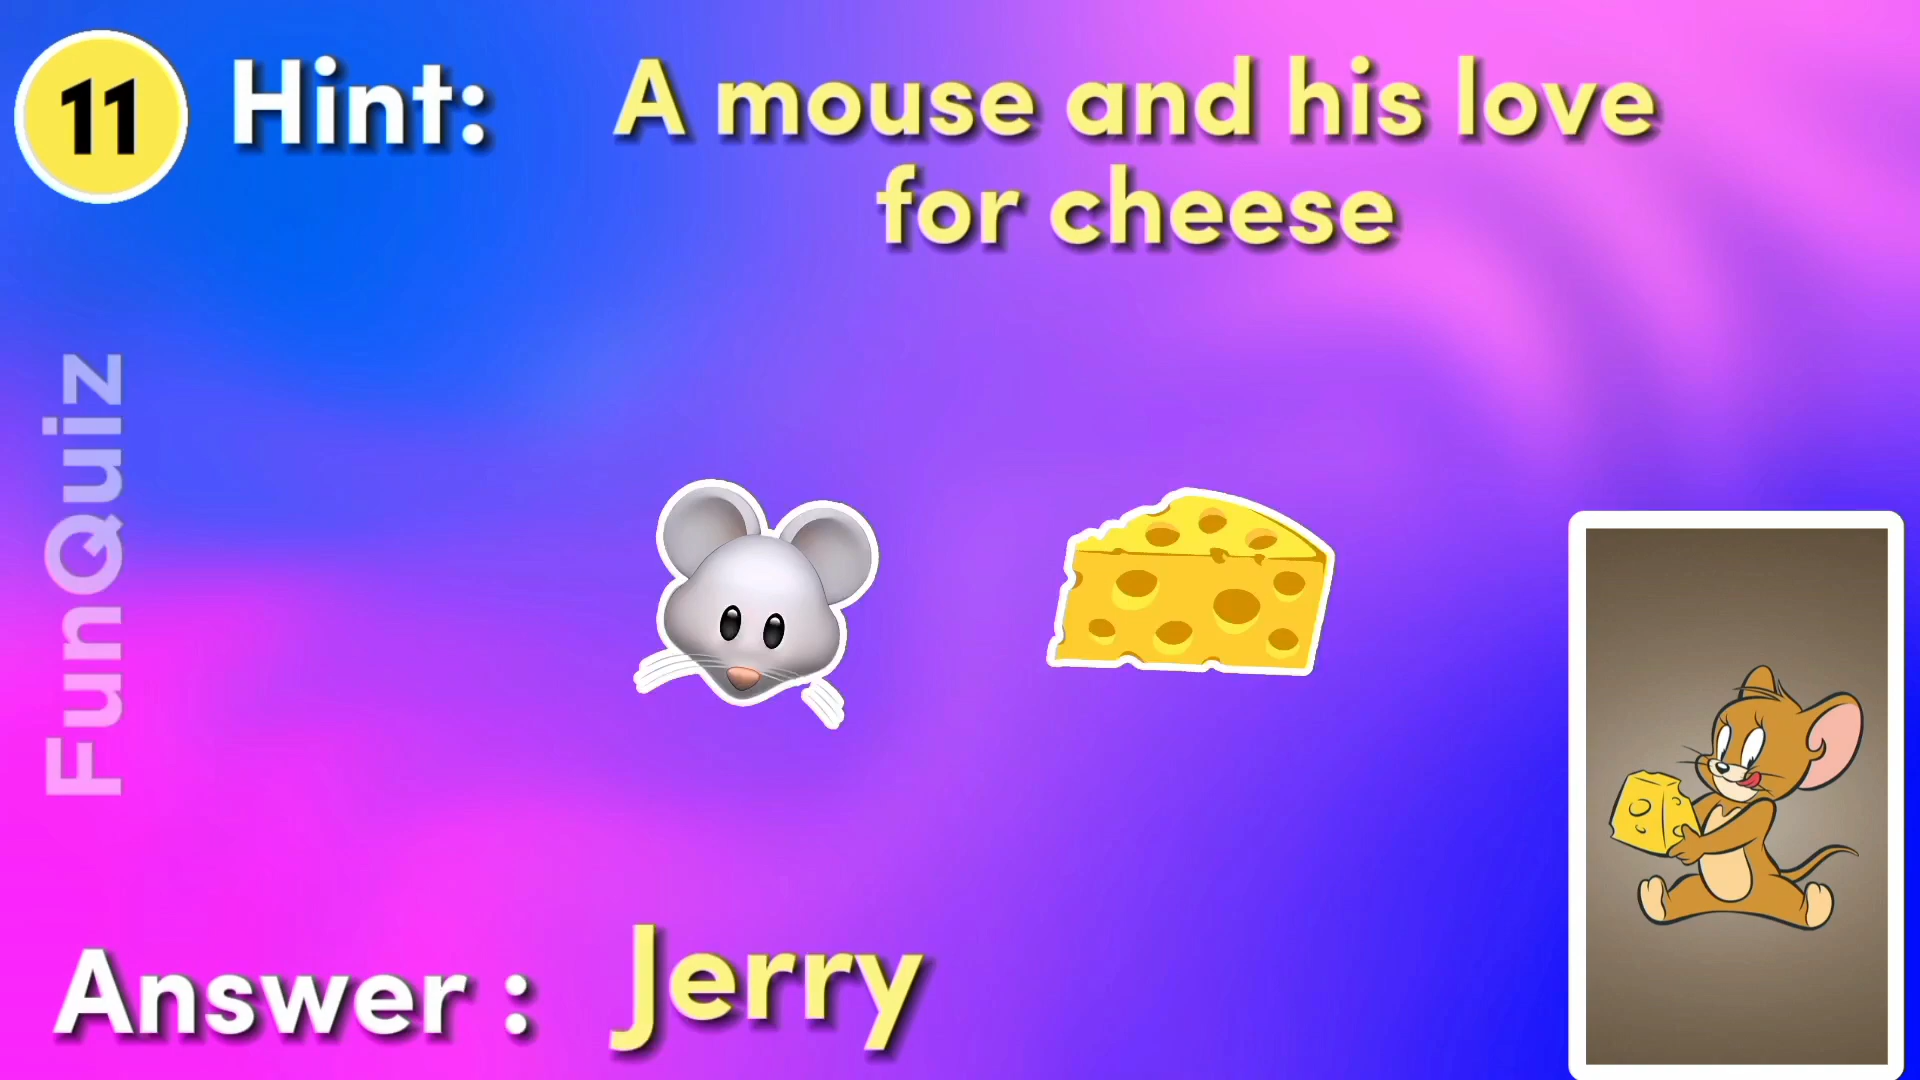 11
Hint:
A mouse and his love
for cheese
FunQuiz
Answer :
Jerry